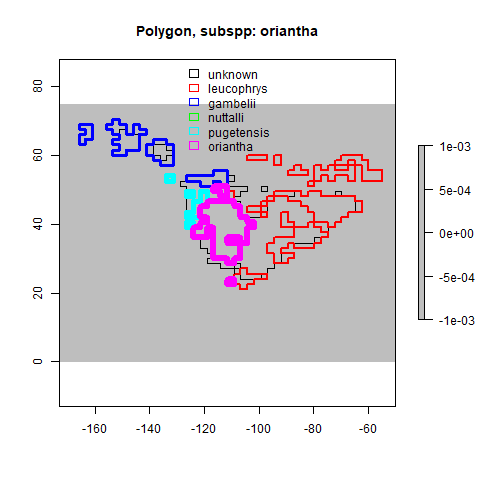 Polygon, subspp: oriantha
unknown
leucophrys
gambelii
nuttalli
pugetensis
oriantha
80
60
40
20
0
-160
-140
-120
-100
-80
-60
1e-03
5e-04
0e+00
-5e-04
-1e-03